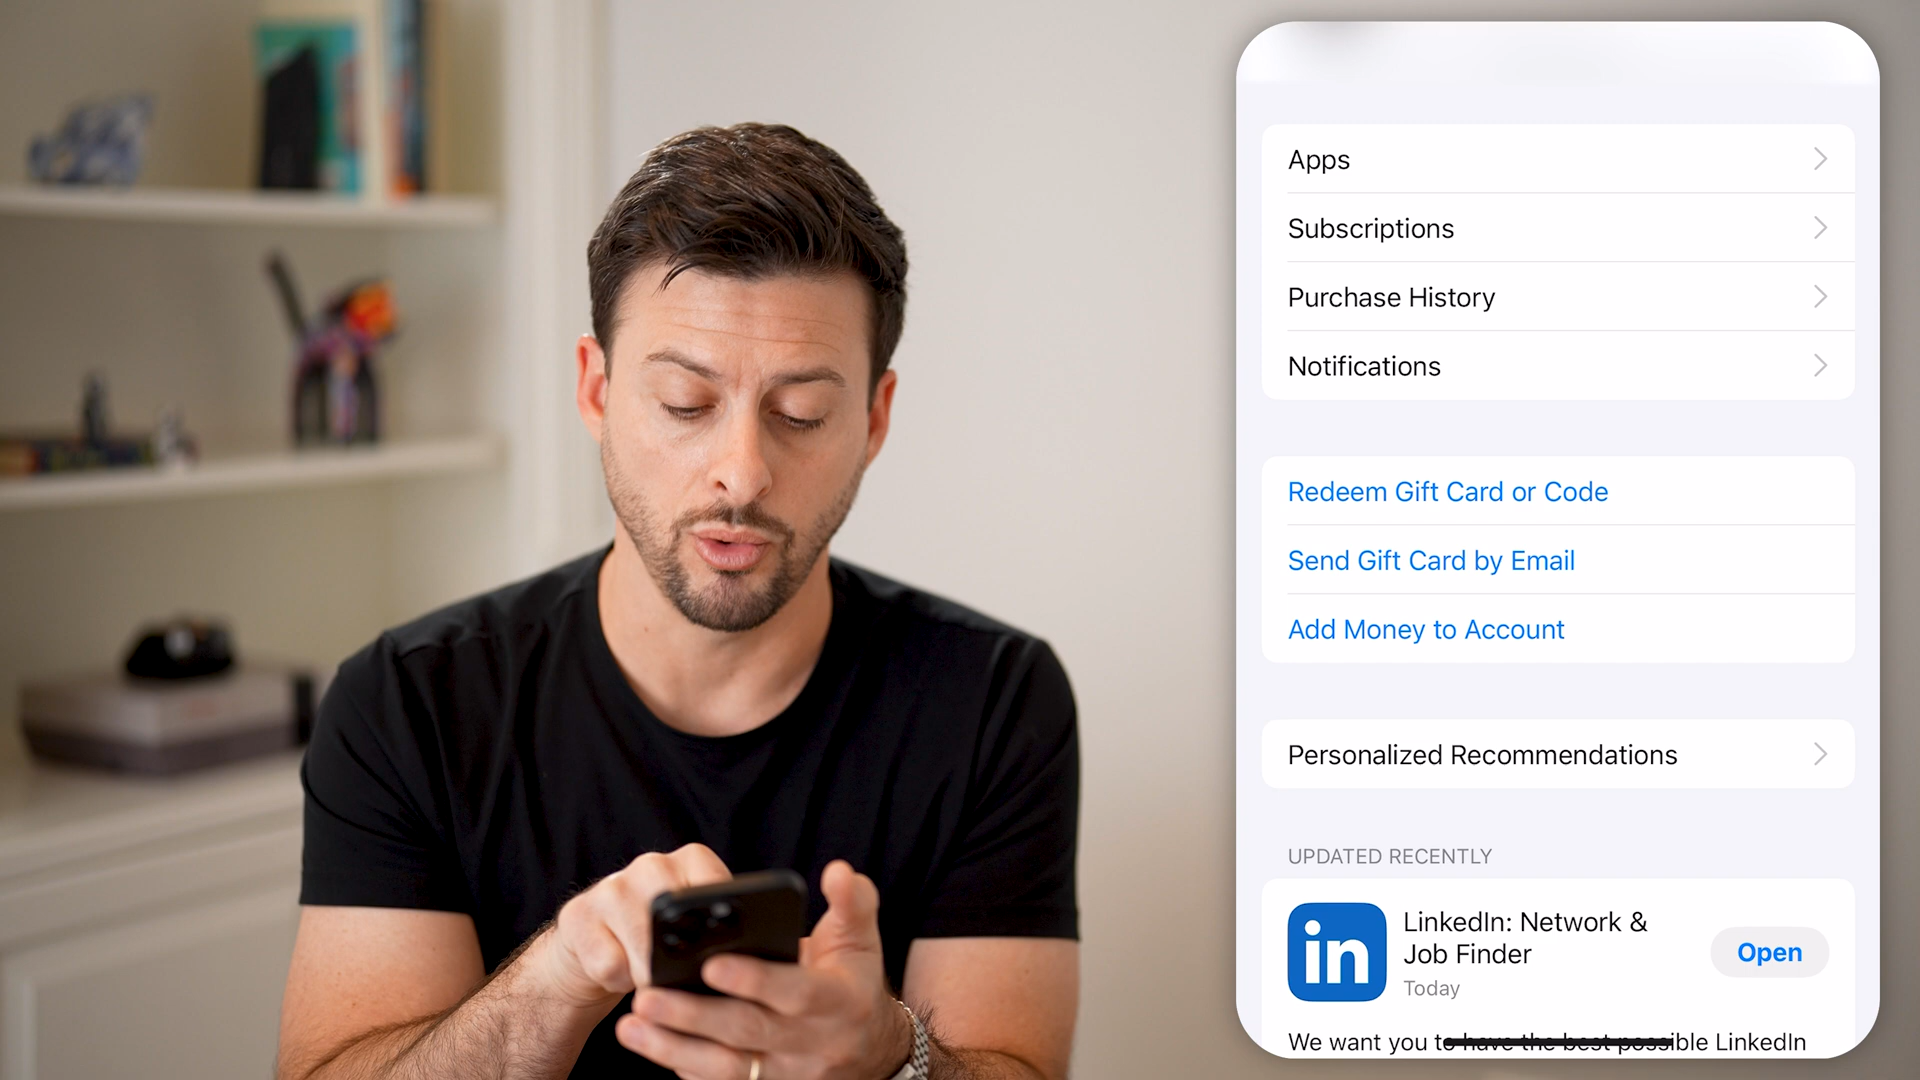 Apps
Subscriptions
Purchase History
Notifications
Redeem Gift Card or Code
Send Gift Card by Email
Add Money to Account
Personalized Recommendations
UPDATED RECENTLY
in
LinkedIn: Network &
Job Finder
Today
Open
We want you to have the best possible LinkedIn